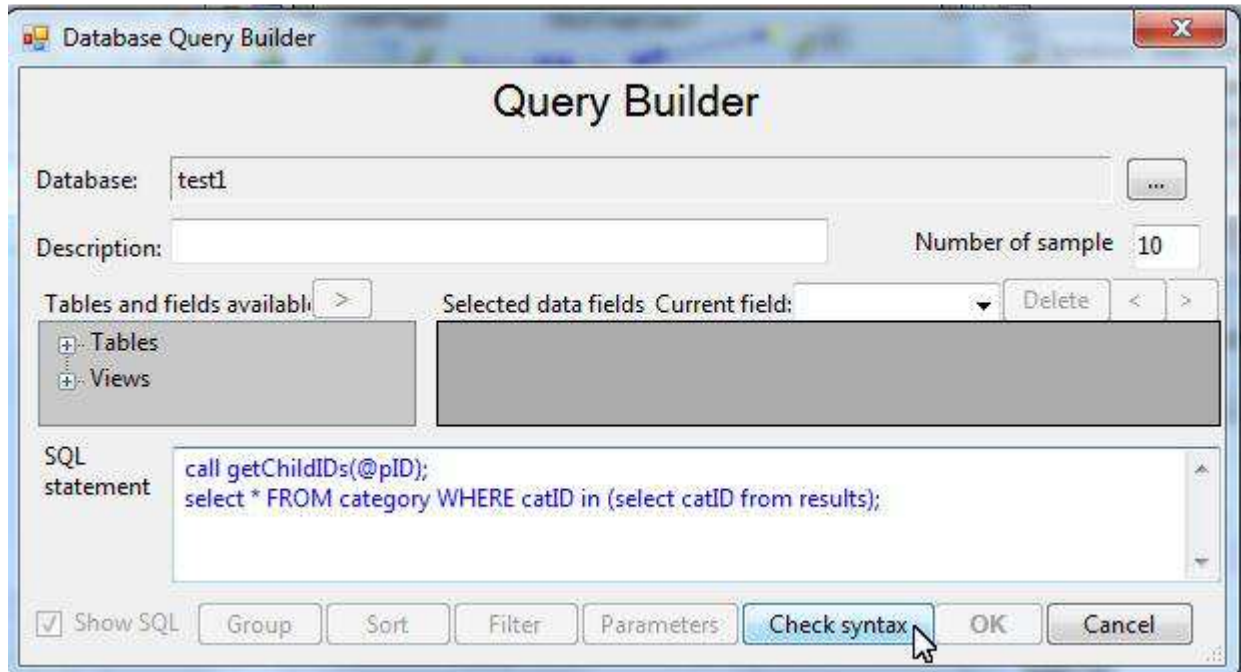 Database Query Builder
Query Builder
Database: test1 ...
Description: Number of sample 10
Tables and fields availabl > Selected data fields Current field: Delete < >
Tables
Views
SQL
statement
call getChildIDs(@pID);
select * FROM category WHERE catID in (select catID from results);
Show SQL Group Sort Filter Parameters Check syntax OK Cancel